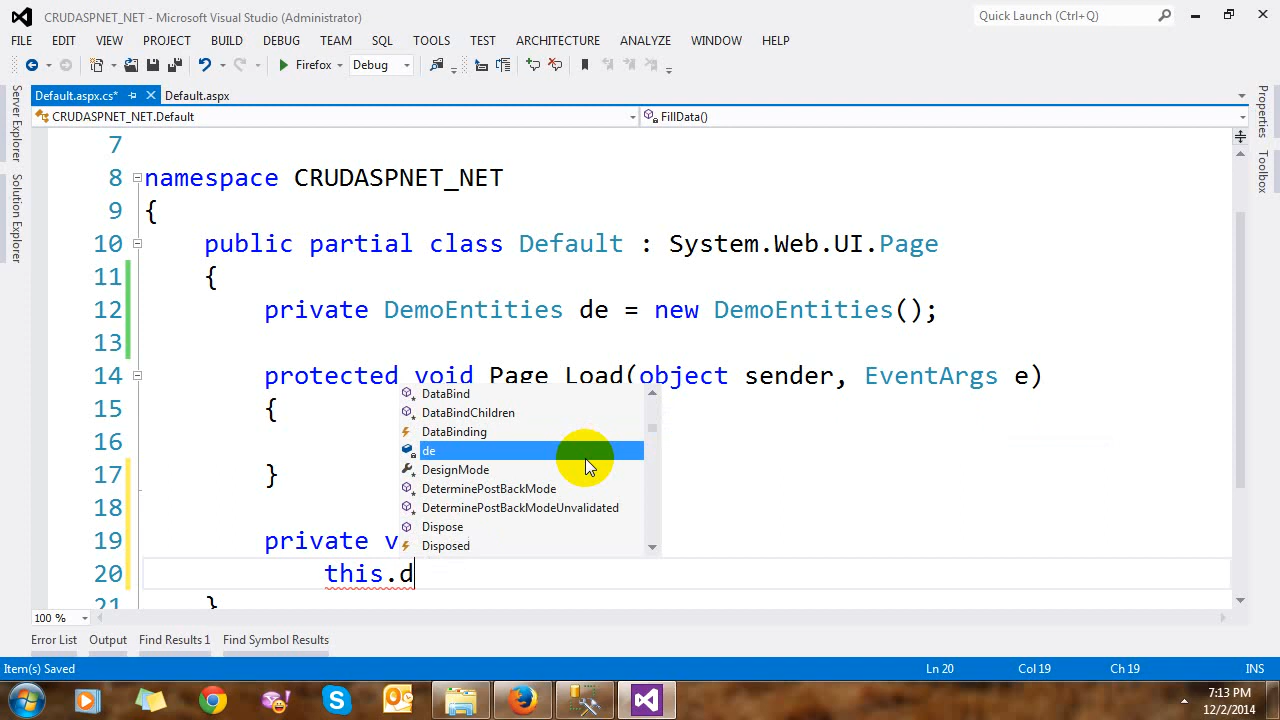 CRUDASPNET_NET - Microsoft Visual Studio (Administrator)
Quick Launch (Ctrl+Q)
FILE EDIT VIEW PROJECT BUILD DEBUG TEAM SQL TOOLS TEST ARCHITECTURE ANALYZE WINDOW HELP
Firefox Debug
Default.aspx.cs* Default.aspx
CRUDASPNET_NET.Default FillData()
Server Explorer
Solution Explorer
Properties
Toolbox
7
8 namespace CRUDASPNET_NET
9 {
10 public partial class Default : System.Web.UI.Page
11 {
12 private DemoEntities de = new DemoEntities();
13
14 protected void Page_Load(object sender, EventArgs e)
15 {
16
17 }
18
19 private v
20 this.d
21 }
DataBind
DataBindChildren
DataBinding
de
DesignMode
DeterminePostBackMode
DeterminePostBackModeUnvalidated
Dispose
Disposed
100 %
Error List Output Find Results 1 Find Symbol Results
Item(s) Saved Ln 20 Col 19 Ch 19 INS
7:13 PM
12/2/2014